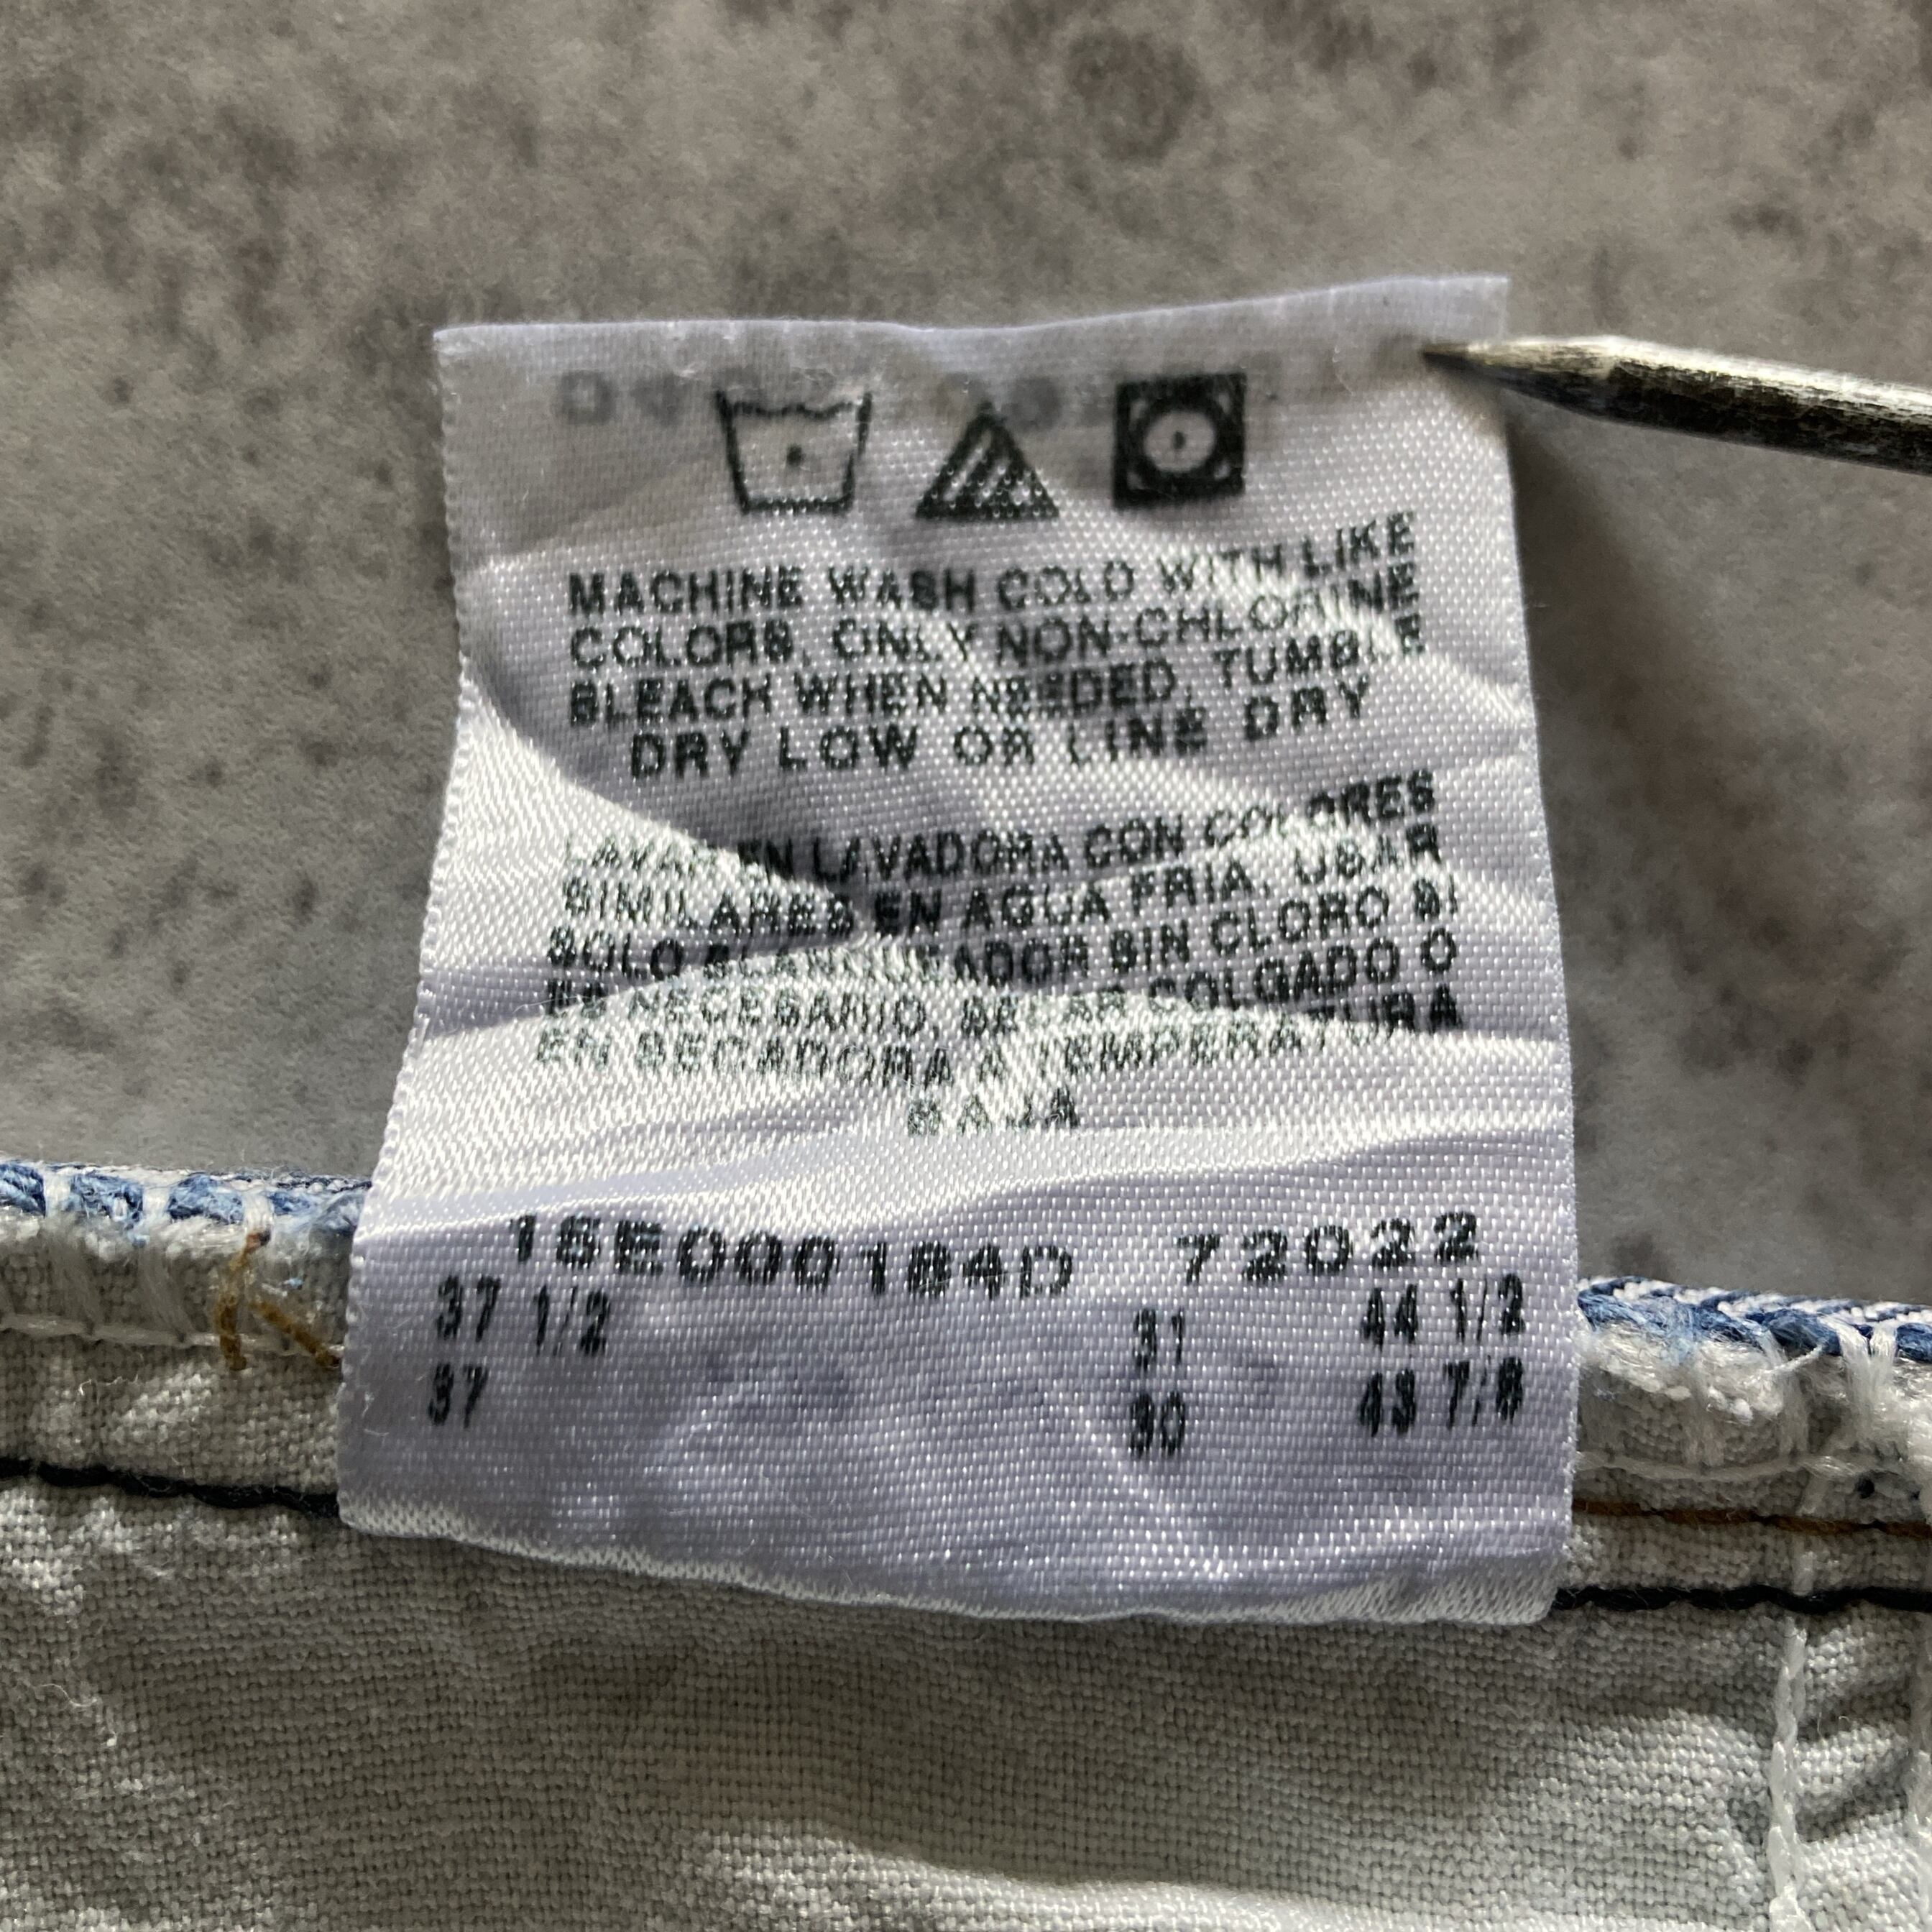 MACHINE WASH COLD WITH LIKE
COLORS. ONLY NON-CHLORINE
BLEACH WHEN NEEDED. TUMBLE
DRY LOW OR LINE DRY
LAVAR EN LAVADORA CON COLORES
SIMILARES EN AGUA FRIA. USAR
SOLO BLANQUEADOR SIN CLORO SI
ES NECESARIO. SECAR COLGADO O
EN SECADORA A TEMPERATURA
BAJA
72022
37 1/2 31 44 1/2
37 30 43 7/8